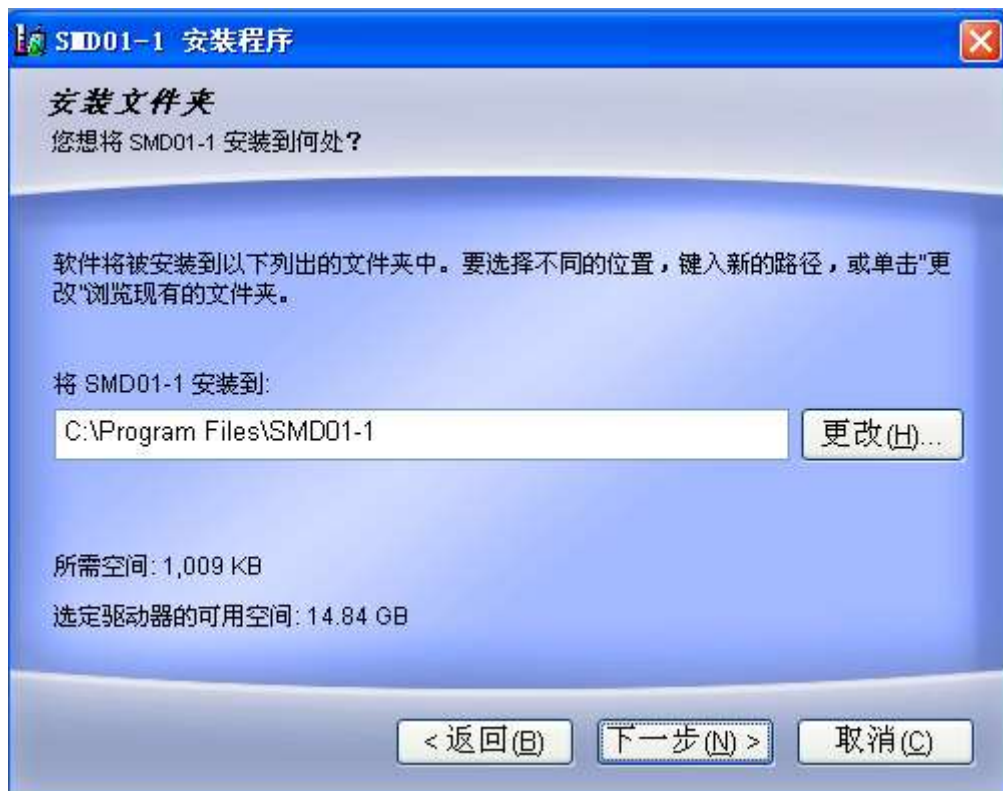 SMD01-1 安装程序
安装文件夹
您想将 SMD01-1 安装到何处？
软件将被安装到以下列出的文件夹中。要选择不同的位置，键入新的路径，或单击"更
改"浏览现有的文件夹。
将 SMD01-1 安装到:
C:\Program Files\SMD01-1
更改(H)...
所需空间: 1,009 KB
选定驱动器的可用空间: 14.84 GB
< 返回(B)
下一步(N) >
取消(C)